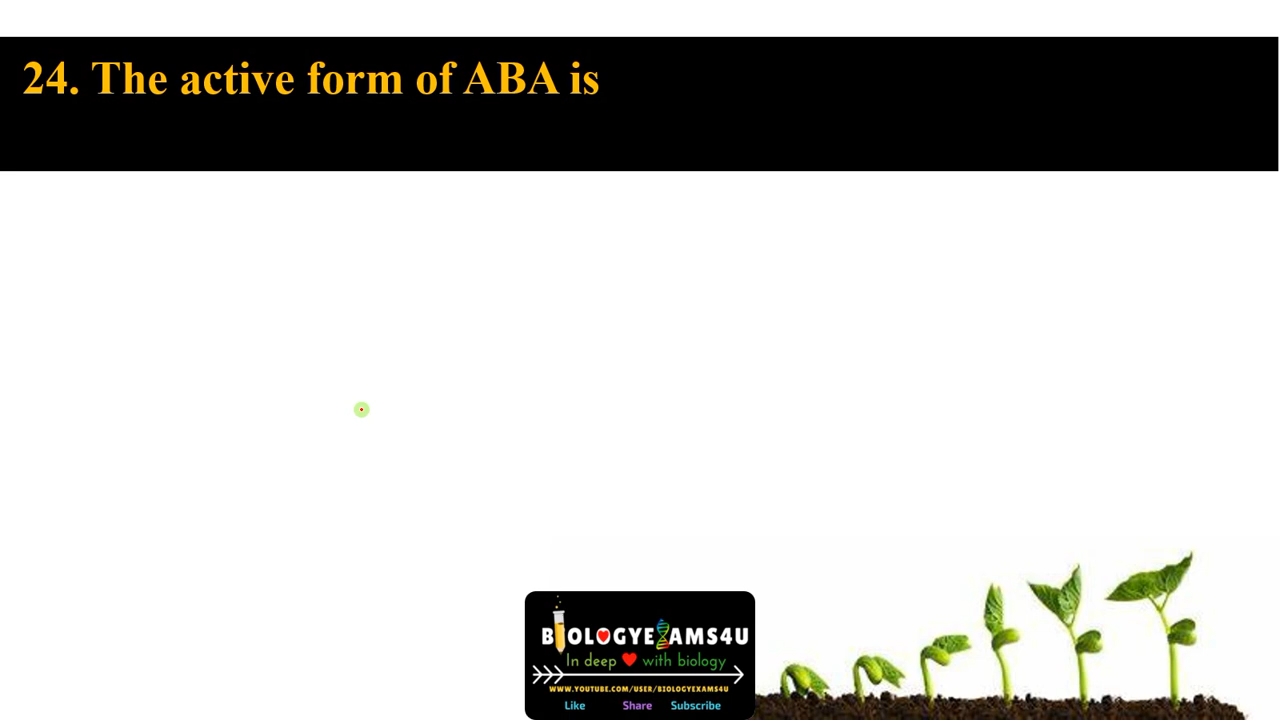 24. The active form of ABA is
BIOLOGYEXAMS4U
In deep with biology
WWW.YOUTUBE.COM/USER/BIOLOGYEXAMS4U
Like Share Subscribe